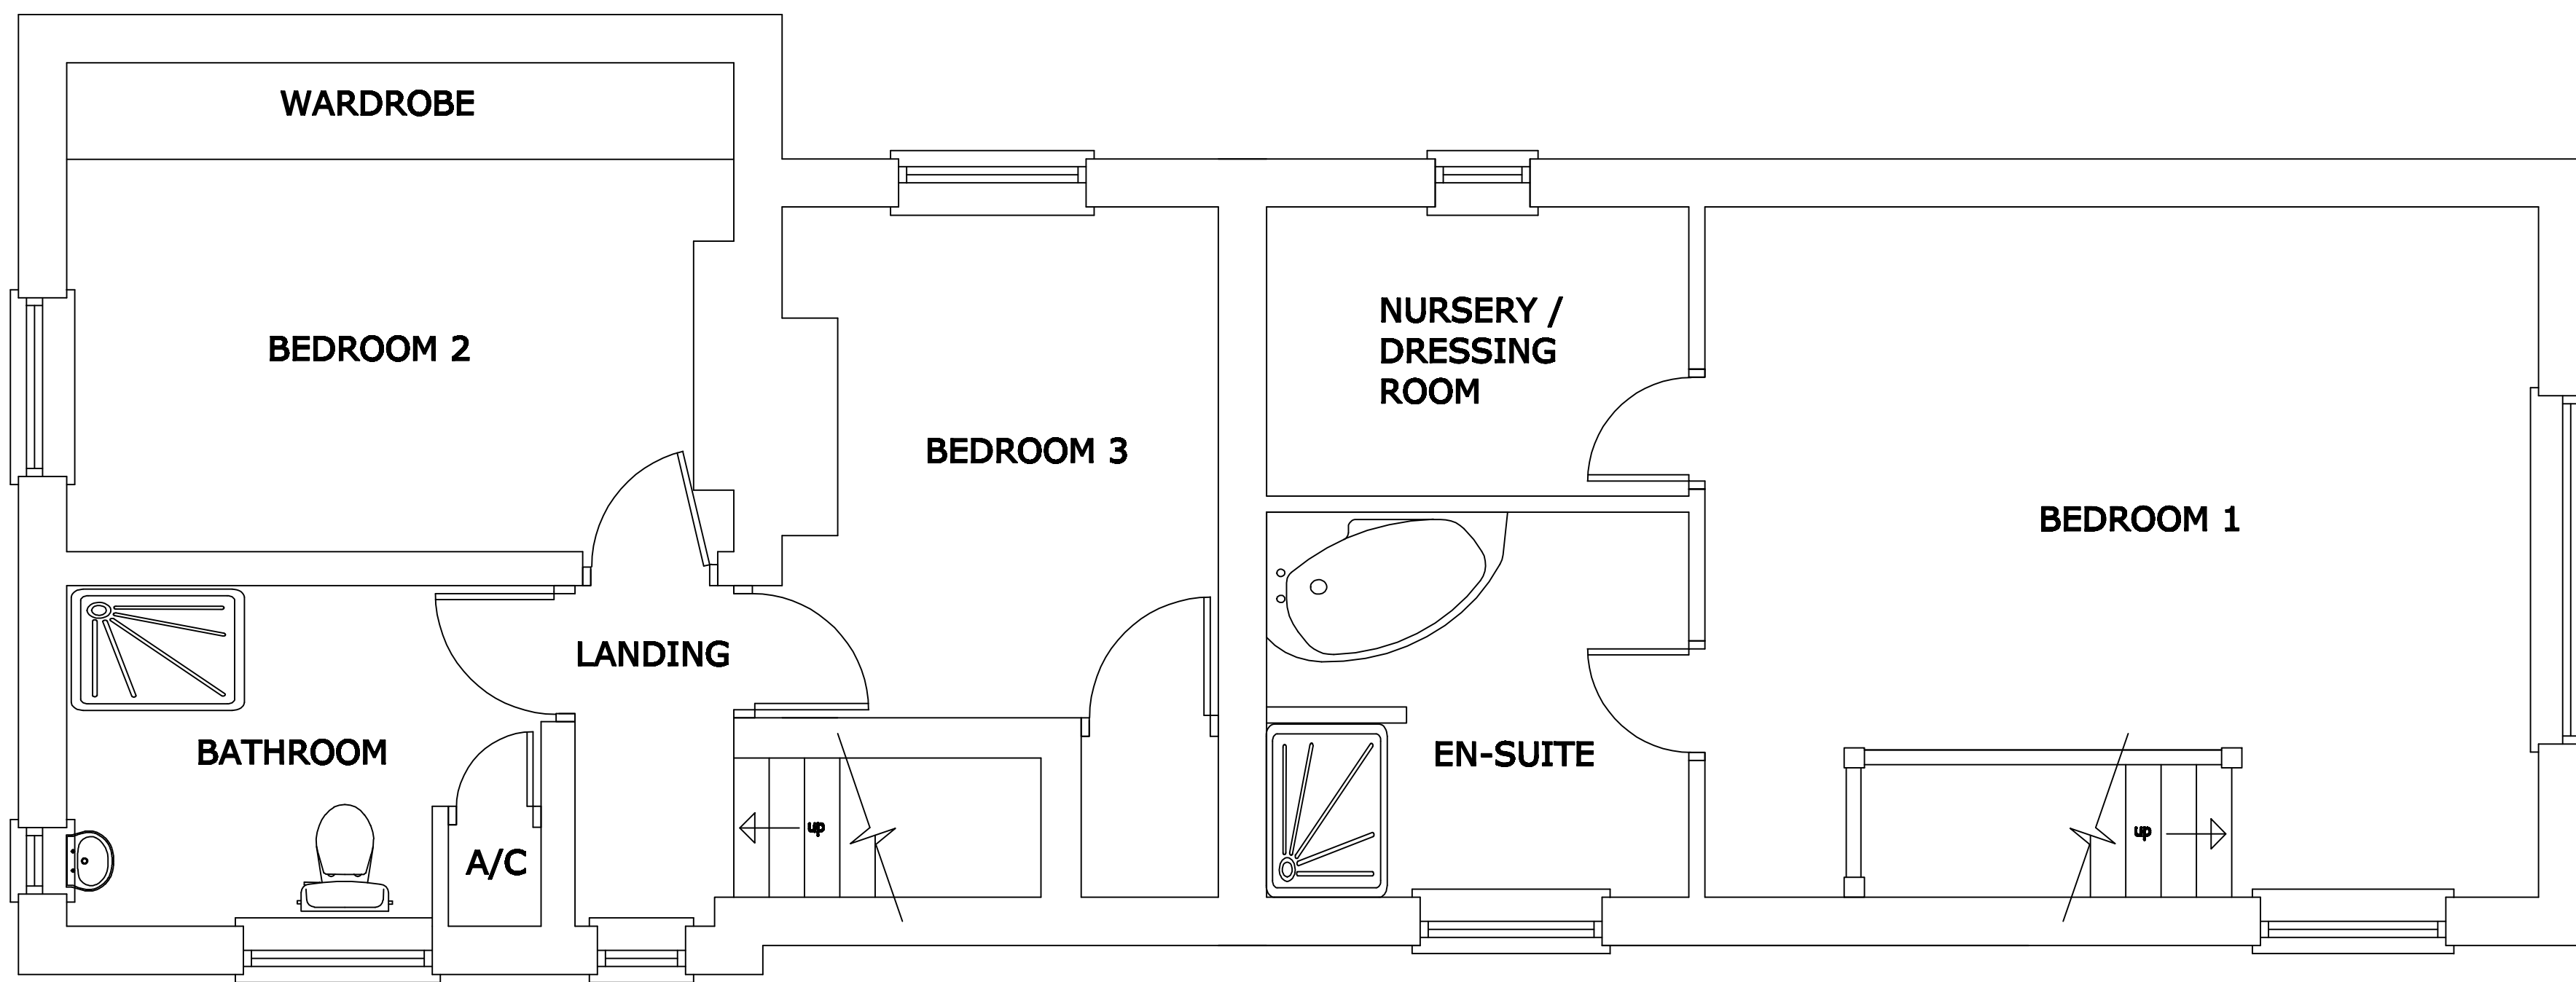 WARDROBE
BEDROOM 2
BEDROOM 3
NURSERY /
DRESSING
ROOM
BEDROOM 1
LANDING
BATHROOM
EN-SUITE
A/C
up
up